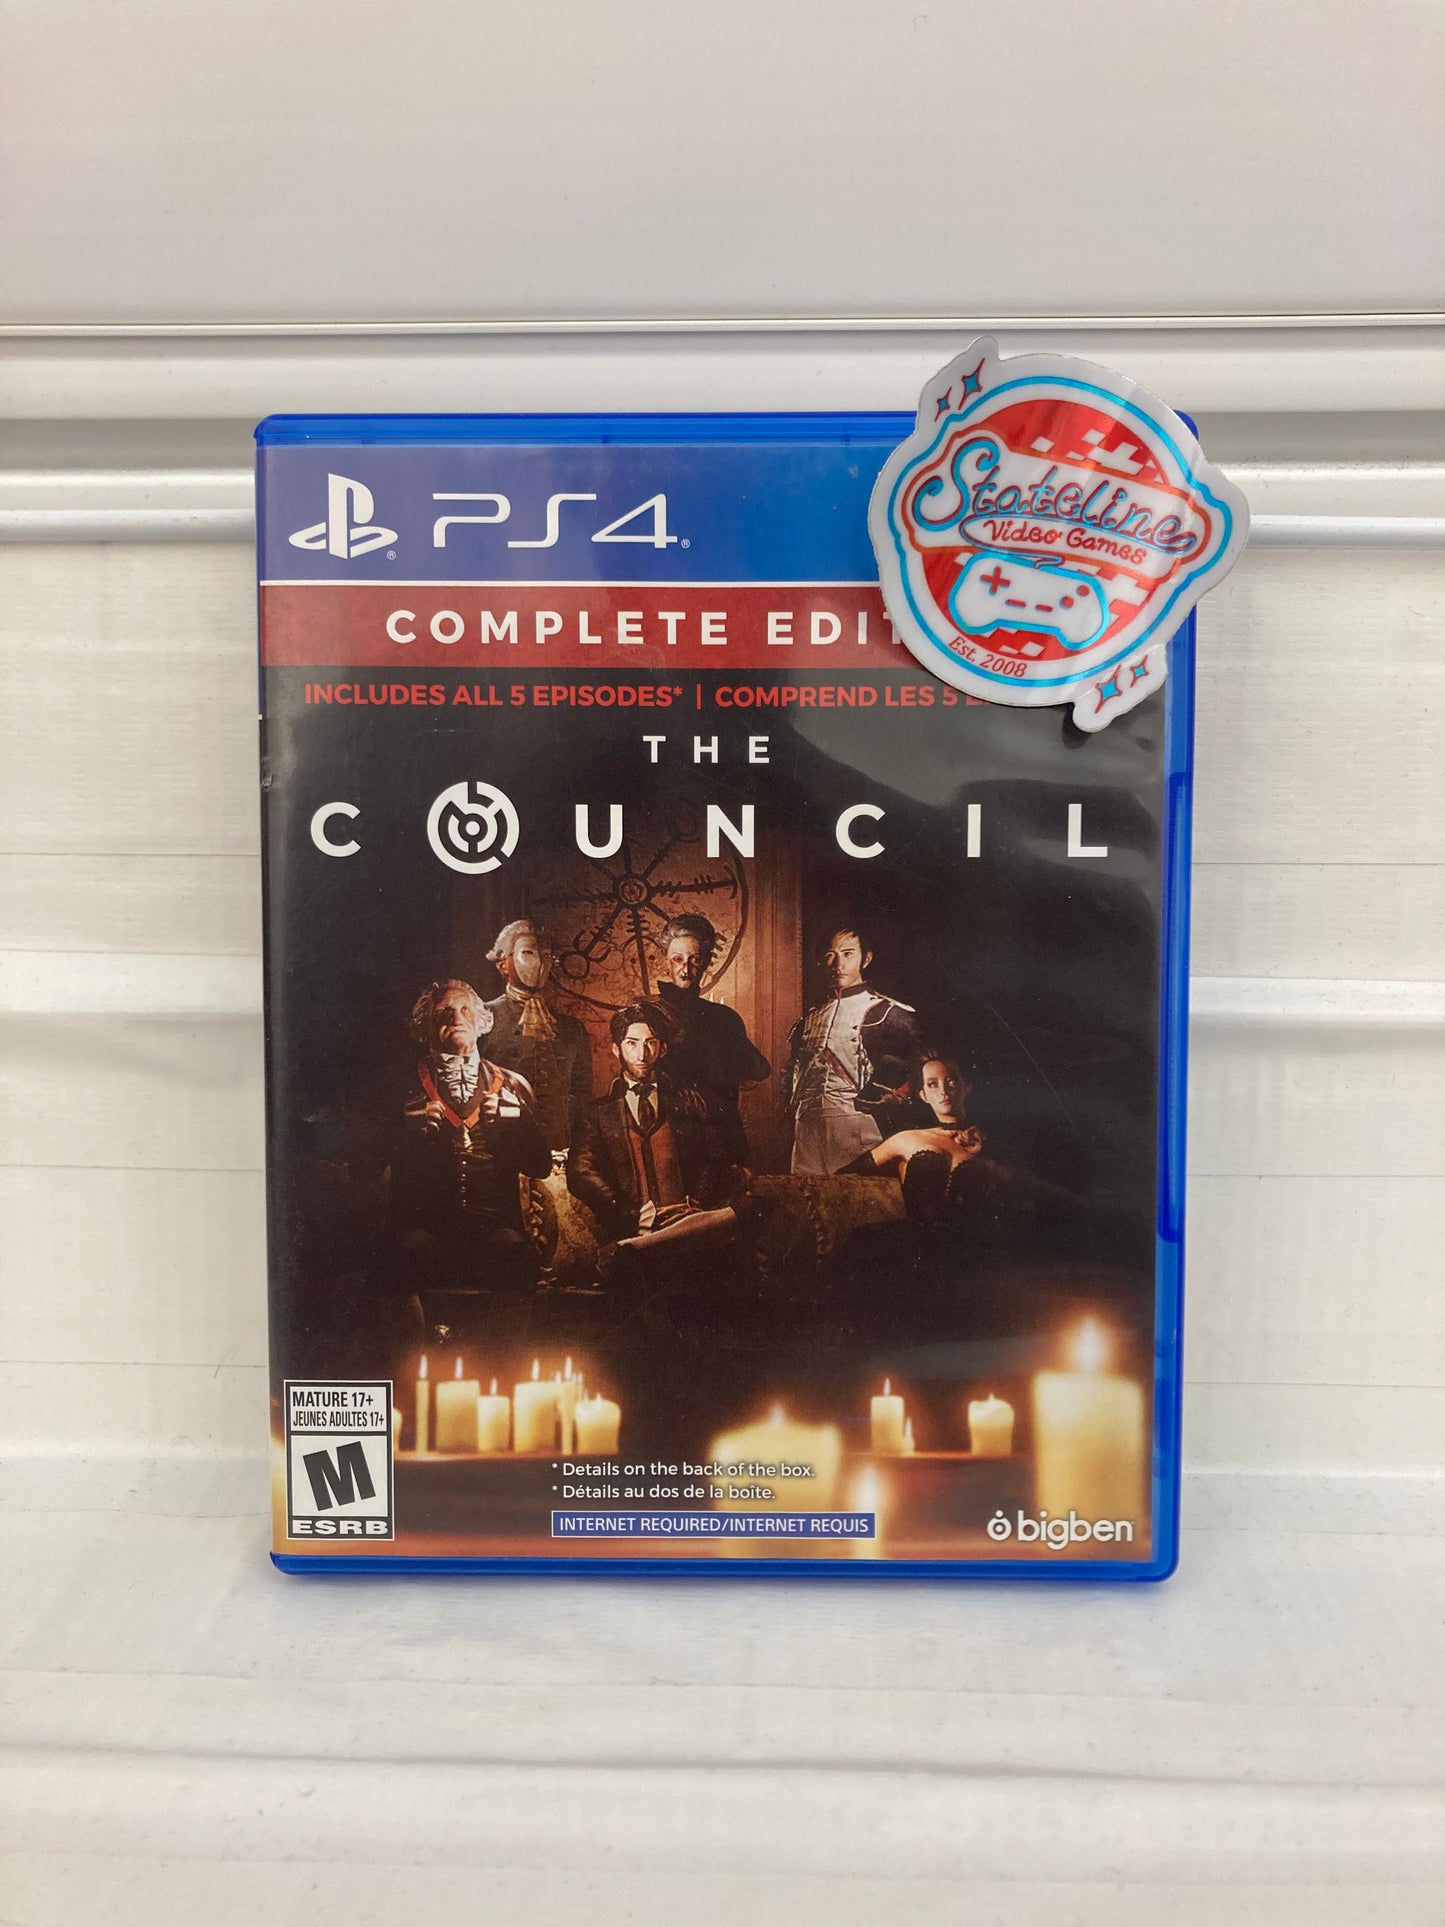 PS4
COMPLETE
INCLUDES ALL 5 EPISODES* | COMPREND LES 5
THE
COUNCIL
Stateline
Video Games
Est. 2008
MATURE 17+
JEUNES ADULTES 17+
M
ESRB
* Details on the back of the box.
* Détails au dos de la boîte.
INTERNET REQUIRED/INTERNET REQUIS
bigben